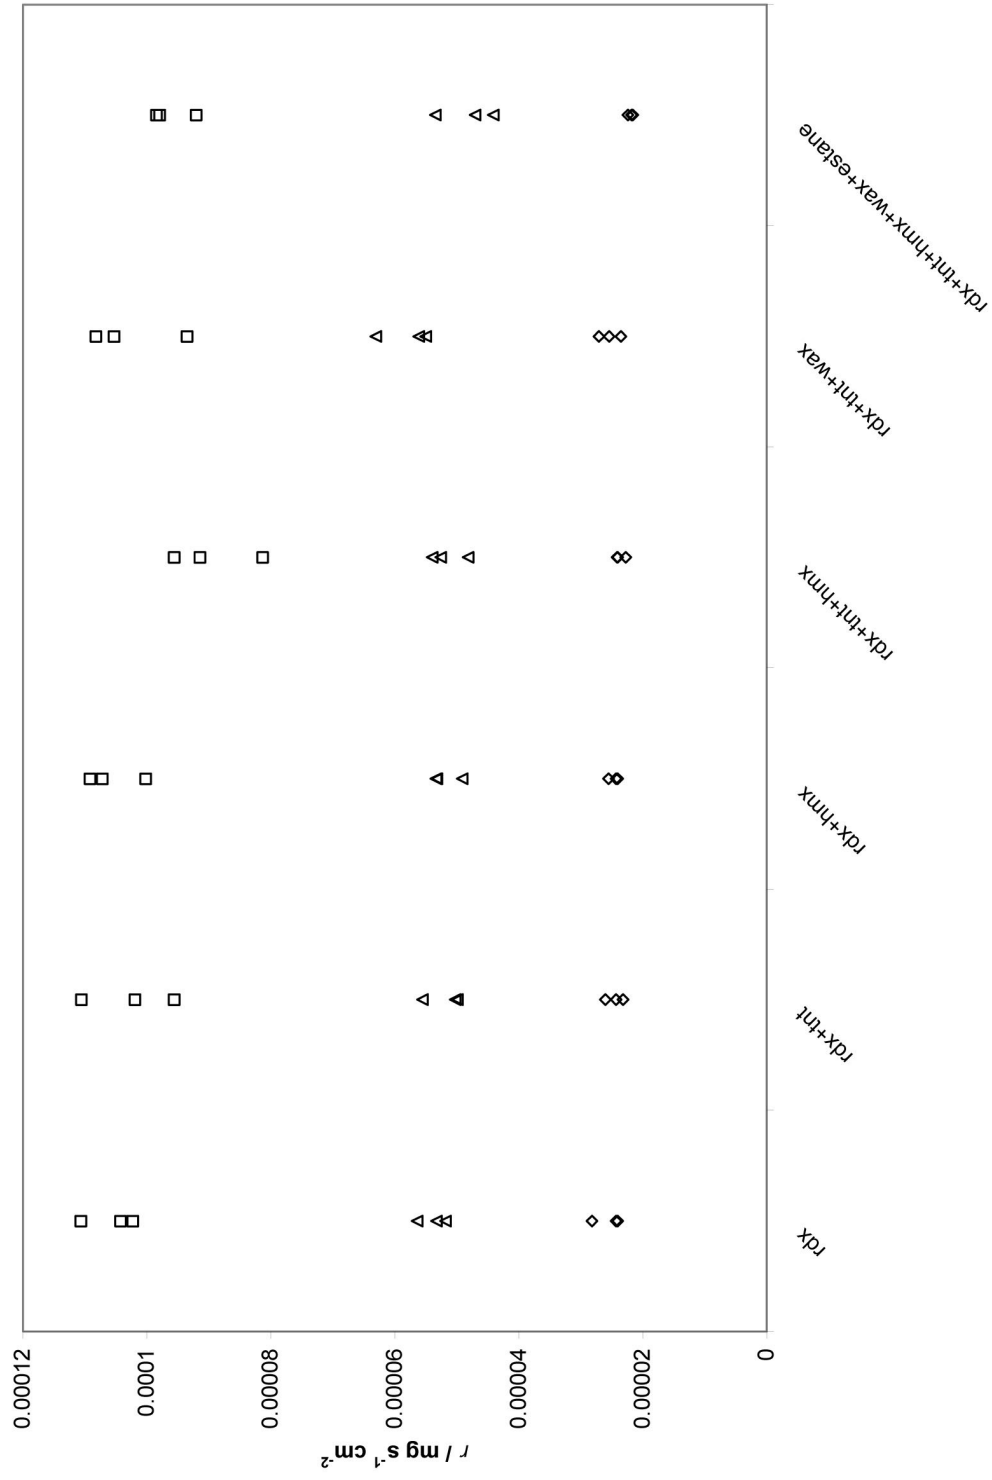 0.00012
0.0001
0.00008
0.00006
0.00004
0.00002
0
r / mg s⁻¹ cm⁻²
rdx
rdx+tnt
rdx+hmx
rdx+tnt+hmx
rdx+tnt+wax
rdx+tnt+hmx+wax+estane